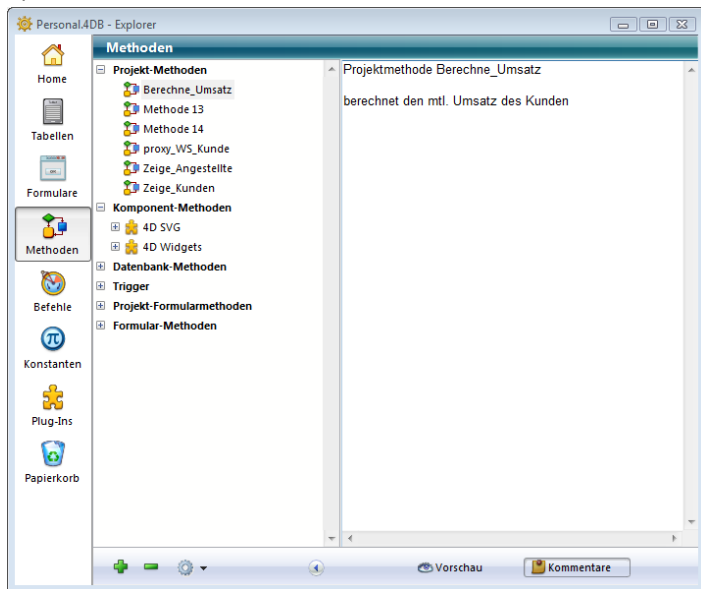 Personal.4DB - Explorer
Home
Tabellen
Formulare
Methoden
Befehle
Konstanten
Plug-Ins
Papierkorb
Methoden
Projekt-Methoden
Berechne_Umsatz
Methode 13
Methode 14
proxy_WS_Kunde
Zeige_Angestellte
Zeige_Kunden
Komponent-Methoden
4D SVG
4D Widgets
Datenbank-Methoden
Trigger
Projekt-Formularmethoden
Formular-Methoden
Projektmethode Berechne_Umsatz
berechnet den mtl. Umsatz des Kunden
Vorschau
Kommentare